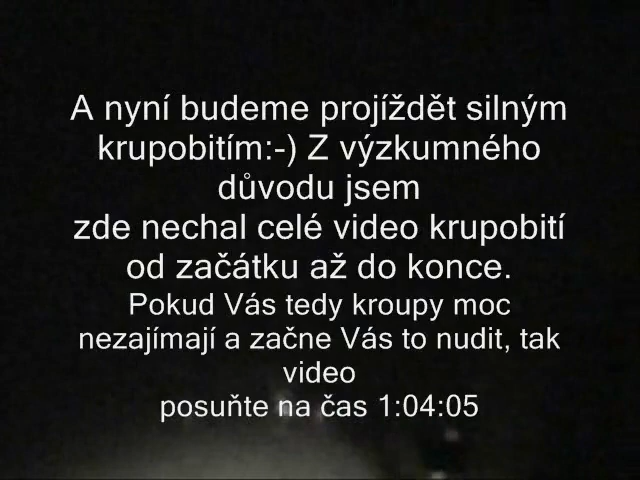 A nyní budeme projíždět silným
krupobitím:-) Z výzkumného
důvodu jsem
zde nechal celé video krupobití
od začátku až do konce.
Pokud Vás tedy kroupy moc
nezajímají a začne Vás to nudit, tak
video
posuňte na čas 1:04:05